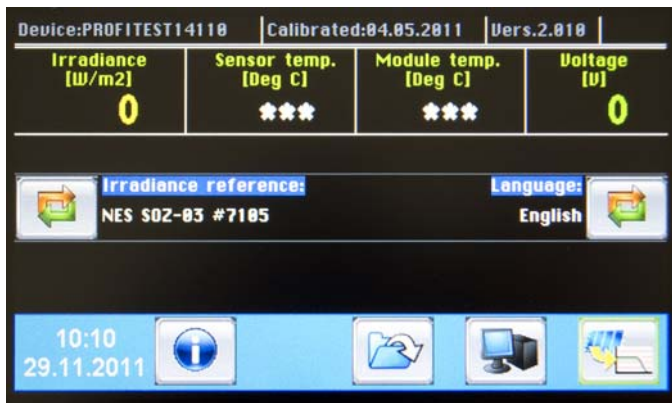 Device:PROFITEST14110 Calibrated:04.05.2011 Vers.2.010
Irradiance Sensor temp. Module temp. Voltage
[W/m2] [Deg C] [Deg C] [V]
0 *** *** 0
Irradiance reference: Language:
NES SOZ-03 #7105 English
10:10
29.11.2011
i